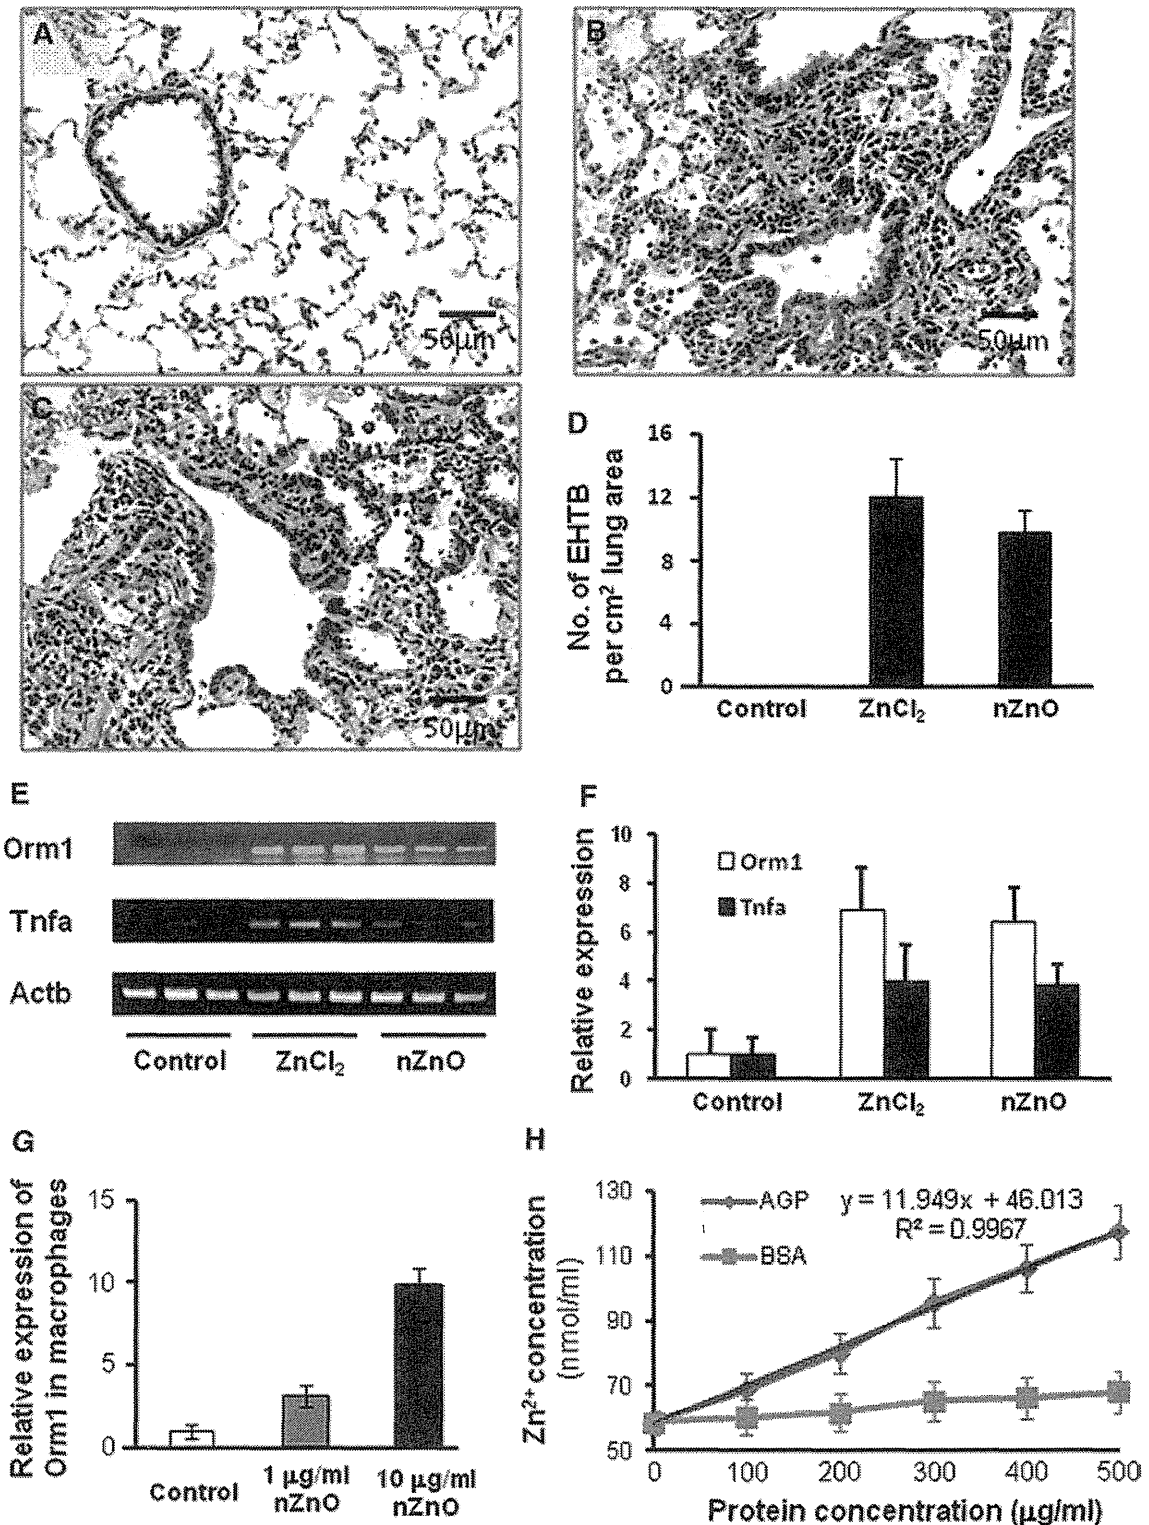 A
50μm
B
50μm
C
50μm
D
No. of EHTB
per cm² lung area
16
12
8
4
0
Control
ZnCl₂
nZnO
E
Orm1
Tnfa
Actb
Control
ZnCl₂
nZnO
F
Relative expression
10
8
6
4
2
0
Orm1
Tnfa
Control
ZnCl₂
nZnO
G
Relative expression of
Orm1 in macrophages
15
10
5
0
Control
1 μg/ml
nZnO
10 μg/ml
nZnO
H
Zn²⁺ concentration
(nmol/ml)
130
110
90
70
50
AGP
y = 11.949x + 46.013
R² = 0.9967
BSA
0
100
200
300
400
500
Protein concentration (μg/ml)